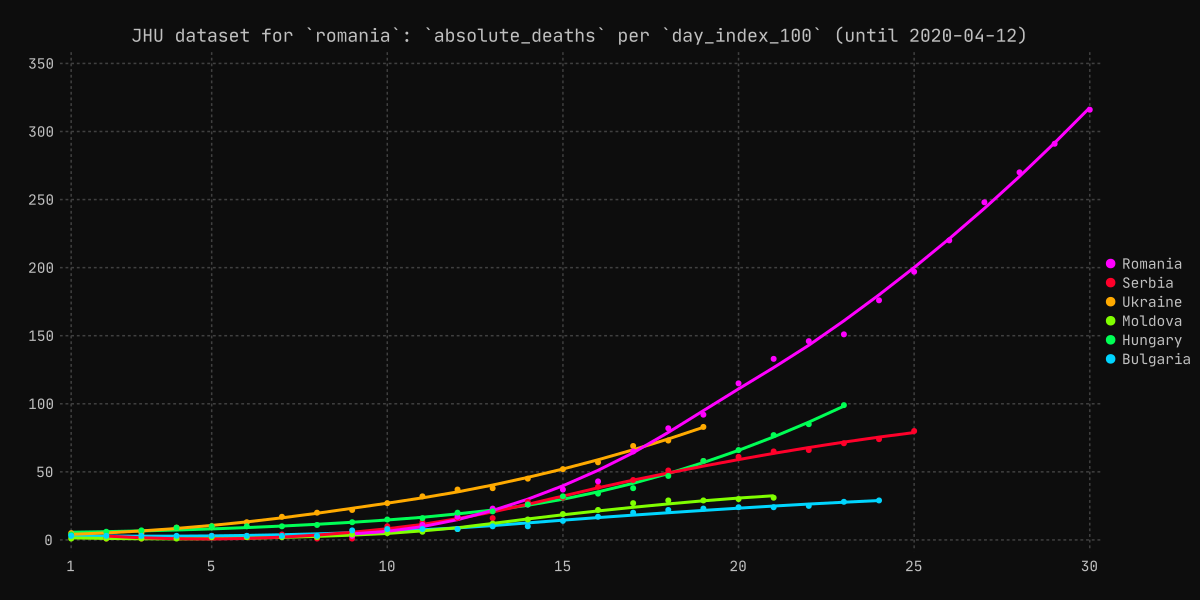 JHU dataset for `romania`: `absolute_deaths` per `day_index_100` (until 2020-04-12)
350
300
250
200
150
100
50
0
1 5 10 15 20 25 30
Romania
Serbia
Ukraine
Moldova
Hungary
Bulgaria